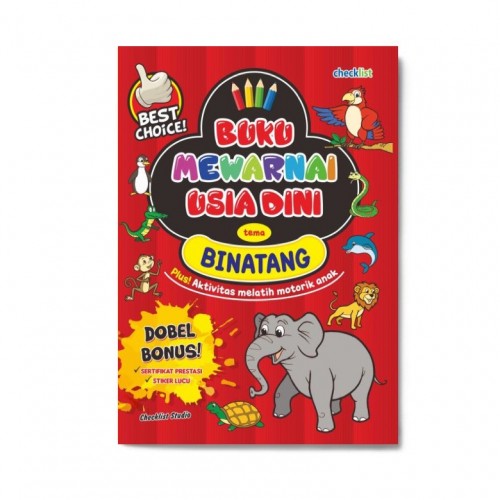 checklist
BEST
CHOiCE!
BUKU
MEWARNAI
USIA DINI
tema
BINATANG
Plus! Aktivitas melatih motorik anak
DOBEL
BONUS!
SERTIFIKAT PRESTASI
STIKER LUCU
Checklist Studio